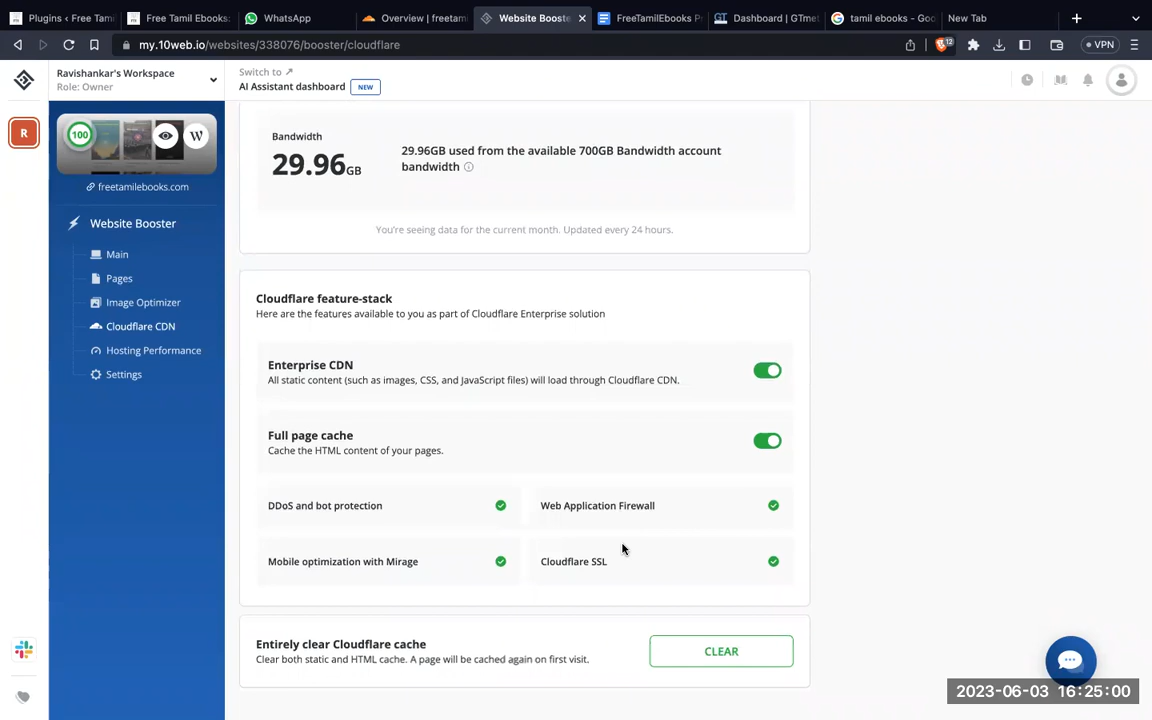 Plugins ‹ Free Tami
Free Tamil Ebooks:
WhatsApp
Overview | freetam
Website Booste
FreeTamilEbooks P
Dashboard | GTme
tamil ebooks - Goo
New Tab
my.10web.io/websites/338076/booster/cloudflare
12
VPN
Ravishankar's Workspace
Role: Owner
Switch to
AI Assistant dashboard
NEW
R
100
W
freetamilebooks.com
Website Booster
Main
Pages
Image Optimizer
Cloudflare CDN
Hosting Performance
Settings
Bandwidth
29.96GB
29.96GB used from the available 700GB Bandwidth account
bandwidth
You're seeing data for the current month. Updated every 24 hours.
Cloudflare feature-stack
Here are the features available to you as part of Cloudflare Enterprise solution
Enterprise CDN
All static content (such as images, CSS, and JavaScript files) will load through Cloudflare CDN.
Full page cache
Cache the HTML content of your pages.
DDoS and bot protection
Web Application Firewall
Mobile optimization with Mirage
Cloudflare SSL
Entirely clear Cloudflare cache
Clear both static and HTML cache. A page will be cached again on first visit.
CLEAR
2023-06-03 16:25:00